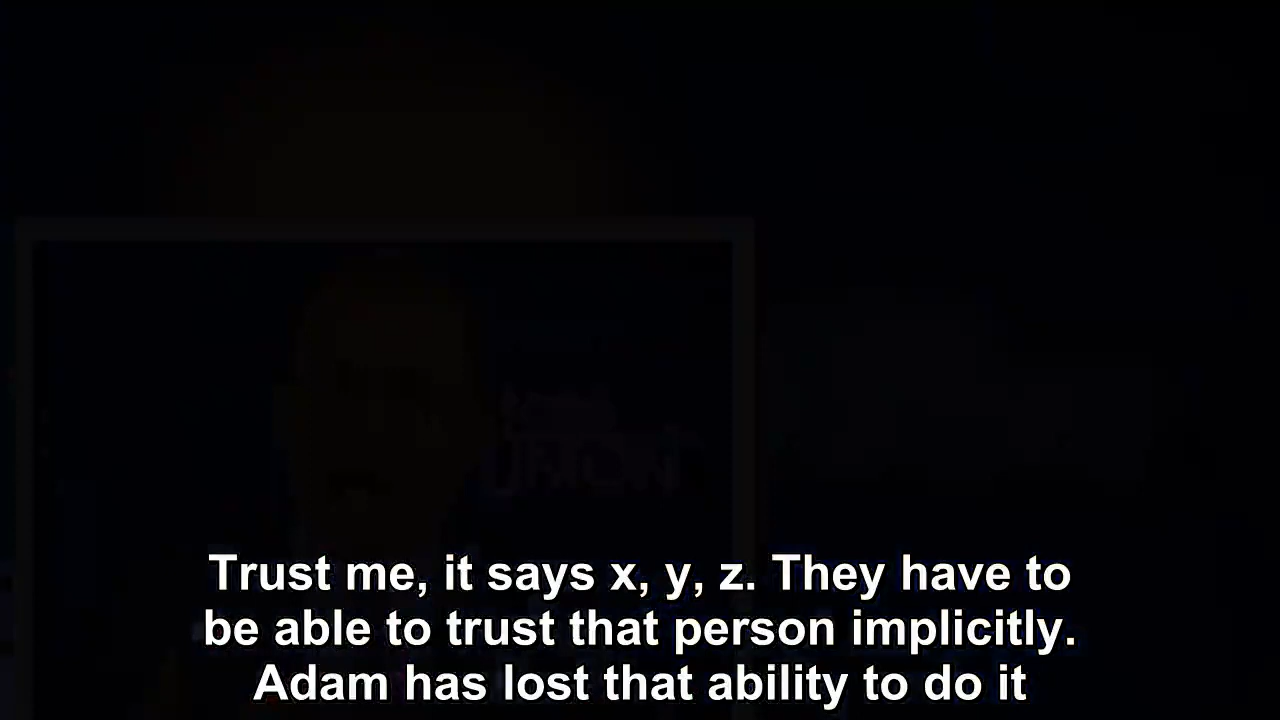 Trust me, it says x, y, z. They have to
be able to trust that person implicitly.
Adam has lost that ability to do it